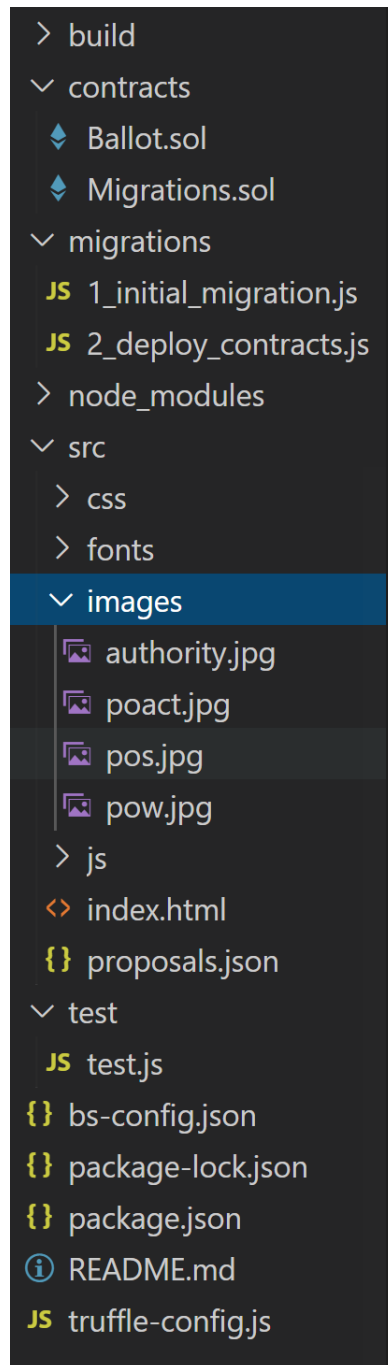 build
contracts
Ballot.sol
Migrations.sol
migrations
JS 1_initial_migration.js
JS 2_deploy_contracts.js
node_modules
src
css
fonts
images
authority.jpg
poact.jpg
pos.jpg
pow.jpg
js
<> index.html
{} proposals.json
test
JS test.js
{} bs-config.json
{} package-lock.json
{} package.json
README.md
JS truffle-config.js